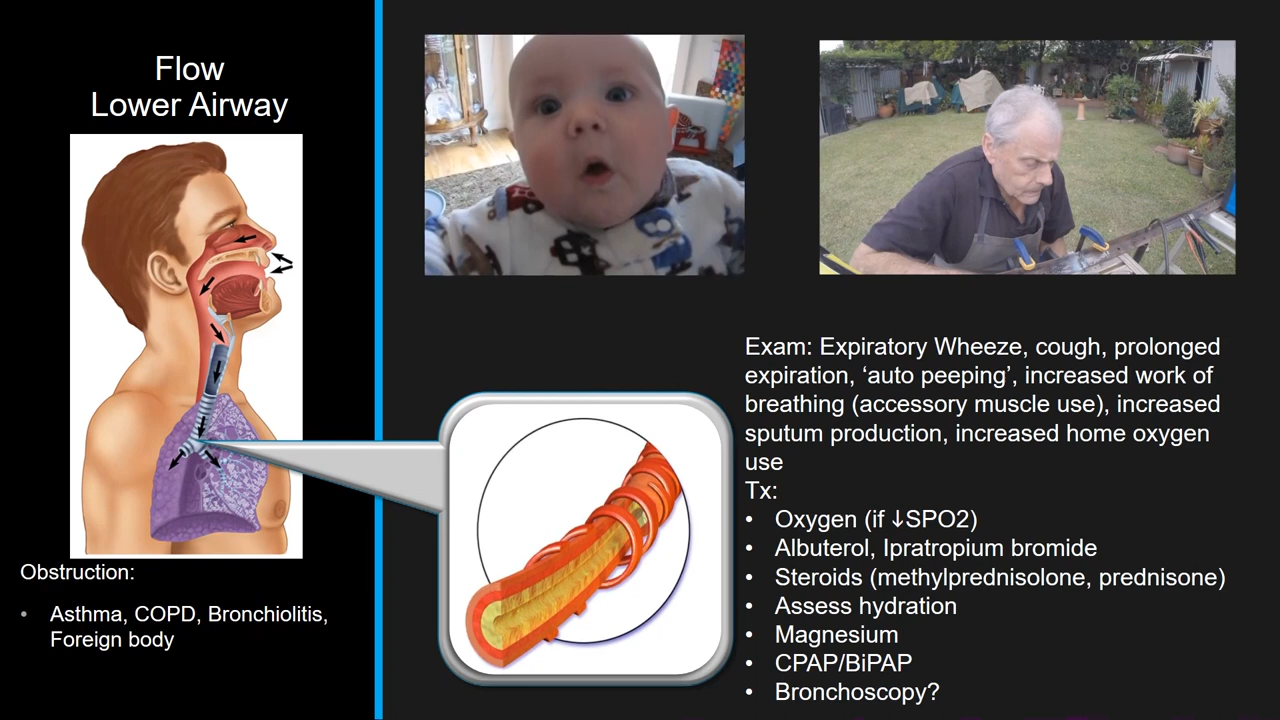 Flow
Lower Airway
Obstruction:
• Asthma, COPD, Bronchiolitis,
Foreign body
Exam: Expiratory Wheeze, cough, prolonged
expiration, ‘auto peeping’, increased work of
breathing (accessory muscle use), increased
sputum production, increased home oxygen
use
Tx:
• Oxygen (if ↓SPO2)
• Albuterol, Ipratropium bromide
• Steroids (methylprednisolone, prednisone)
• Assess hydration
• Magnesium
• CPAP/BiPAP
• Bronchoscopy?